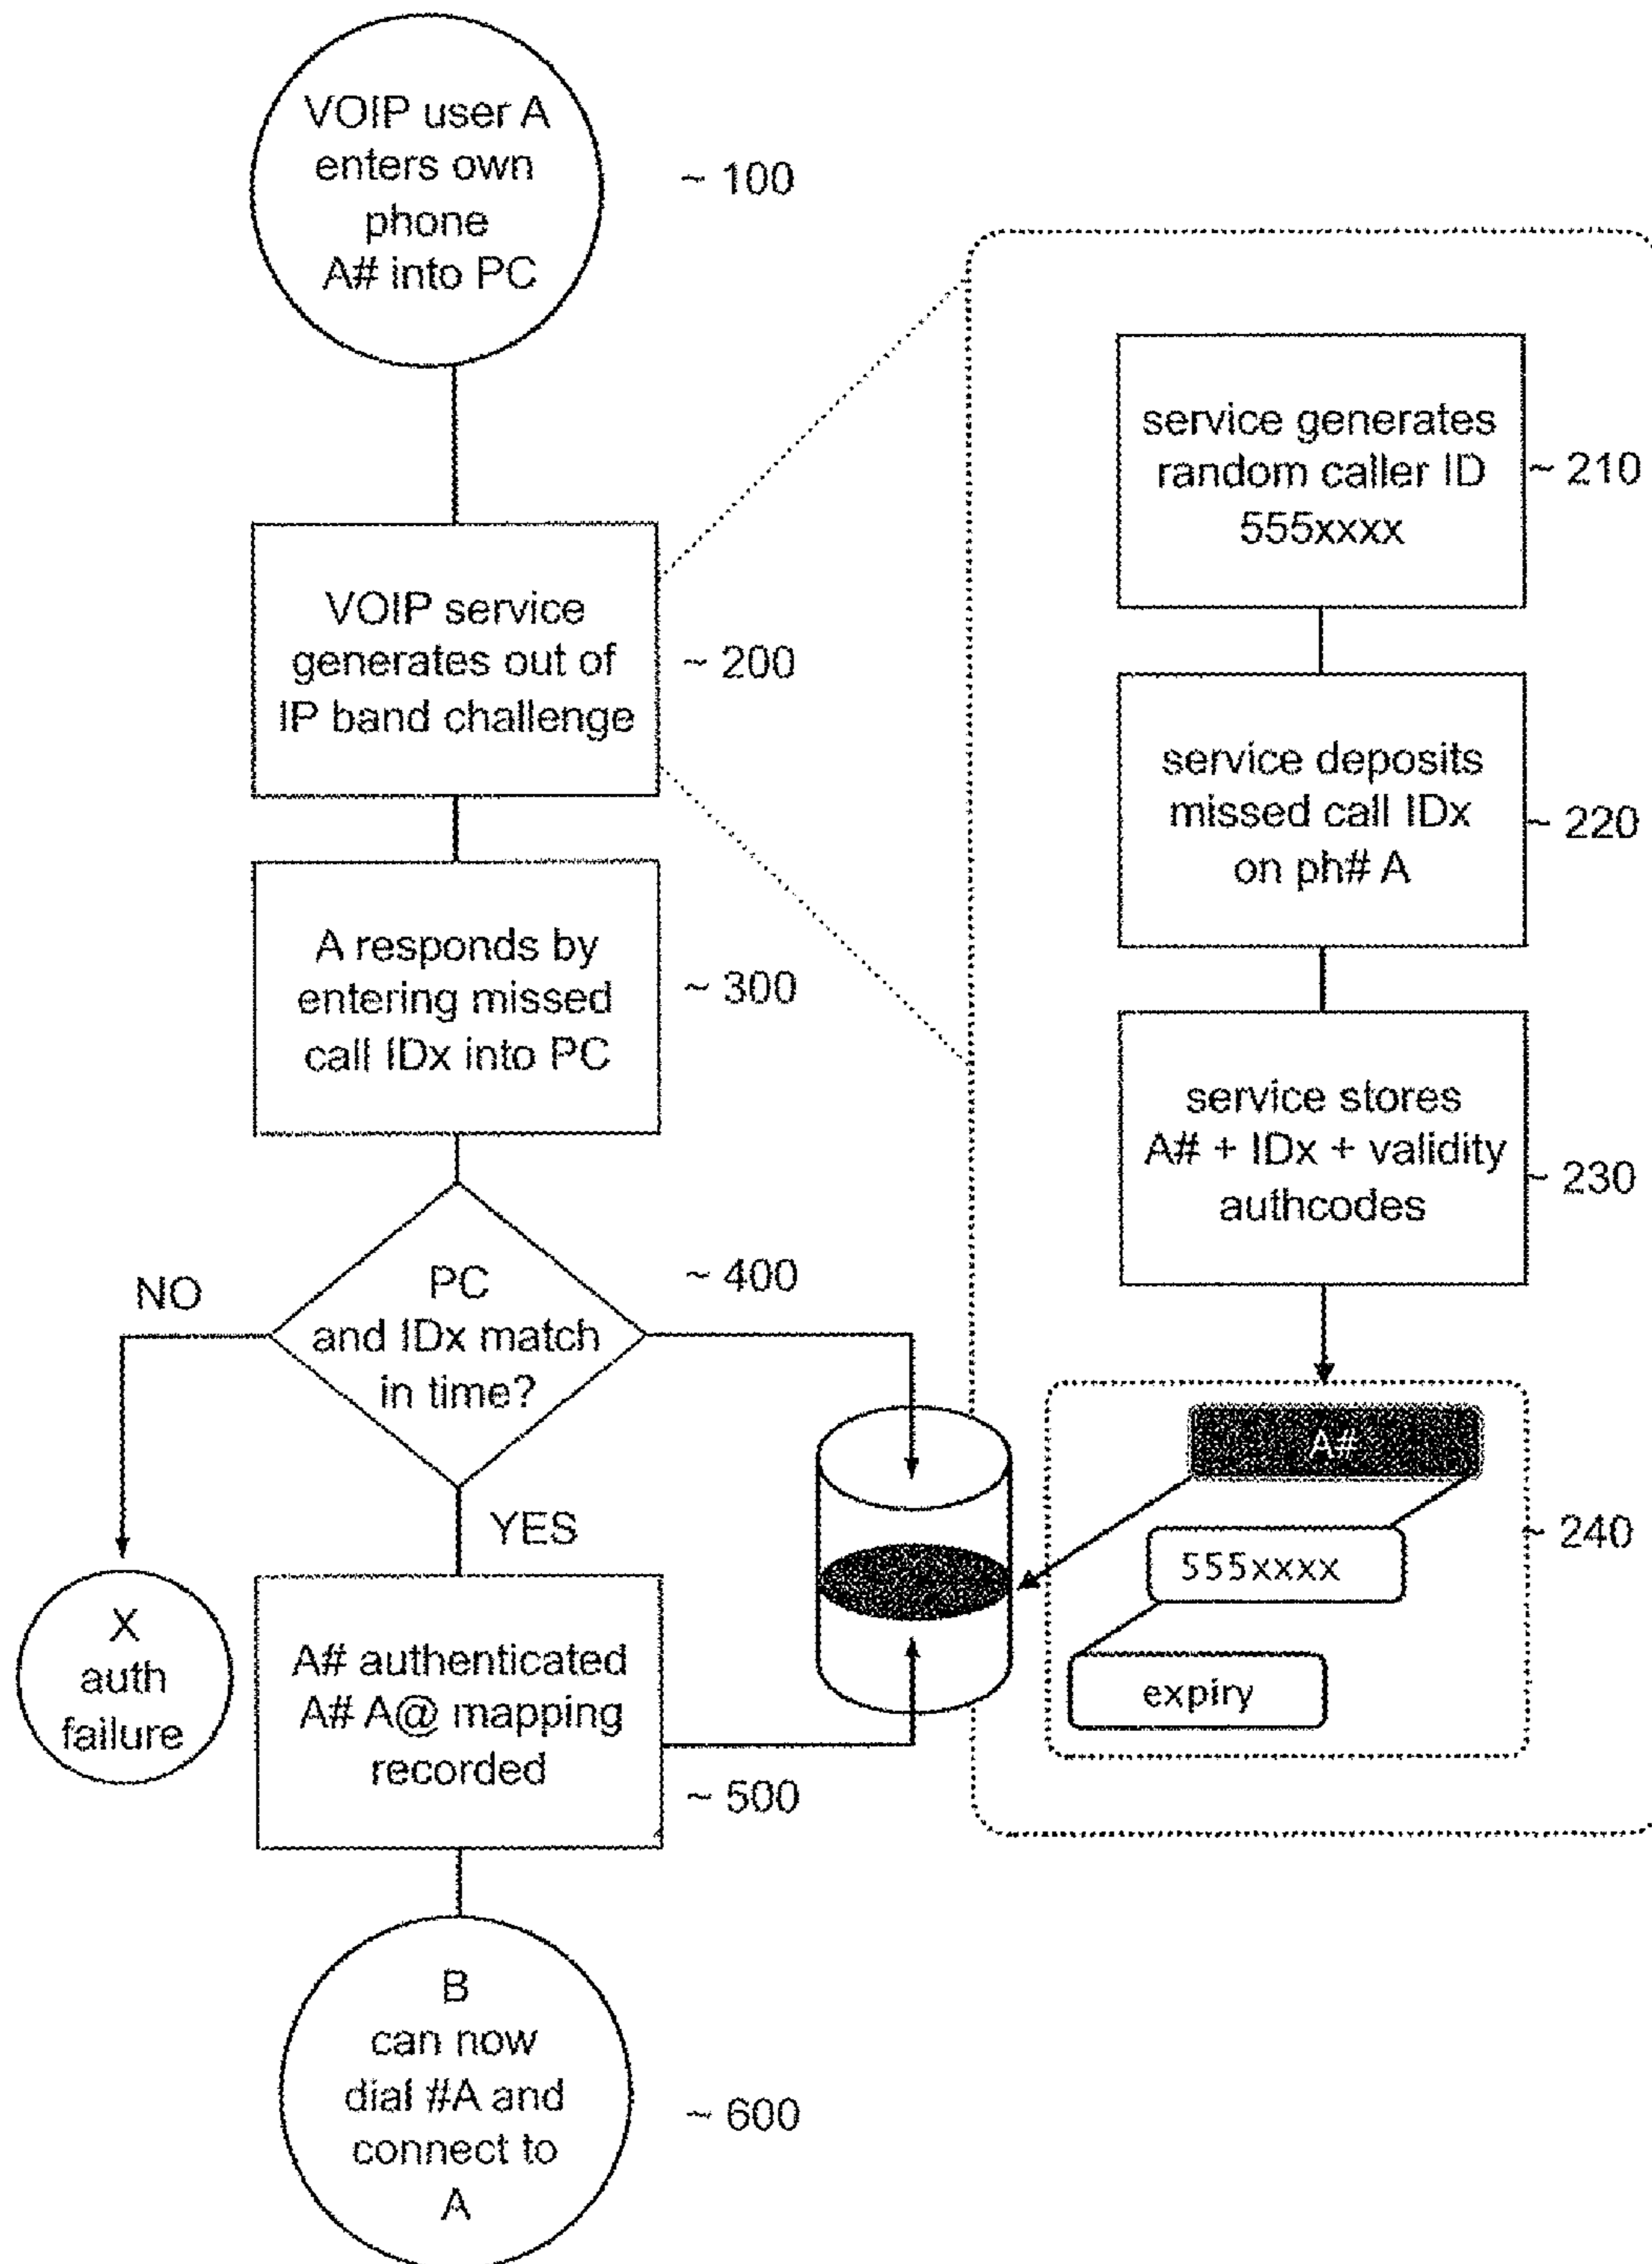 VOIP user A
enters own
phone
A# into PC
~ 100
VOIP service
generates out of
IP band challenge
~ 200
A responds by
entering missed
call IDx into PC
~ 300
PC
and IDx match
in time?
~ 400
NO
YES
X
auth
failure
A# authenticated
A# A@ mapping
recorded
~ 500
B
can now
dial #A and
connect to
A
~ 600
service generates
random caller ID
555xxxx
~ 210
service deposits
missed call IDx
on ph# A
~ 220
service stores
A# + IDx + validity
authcodes
~ 230
A#
555xxxx
expiry
~ 240